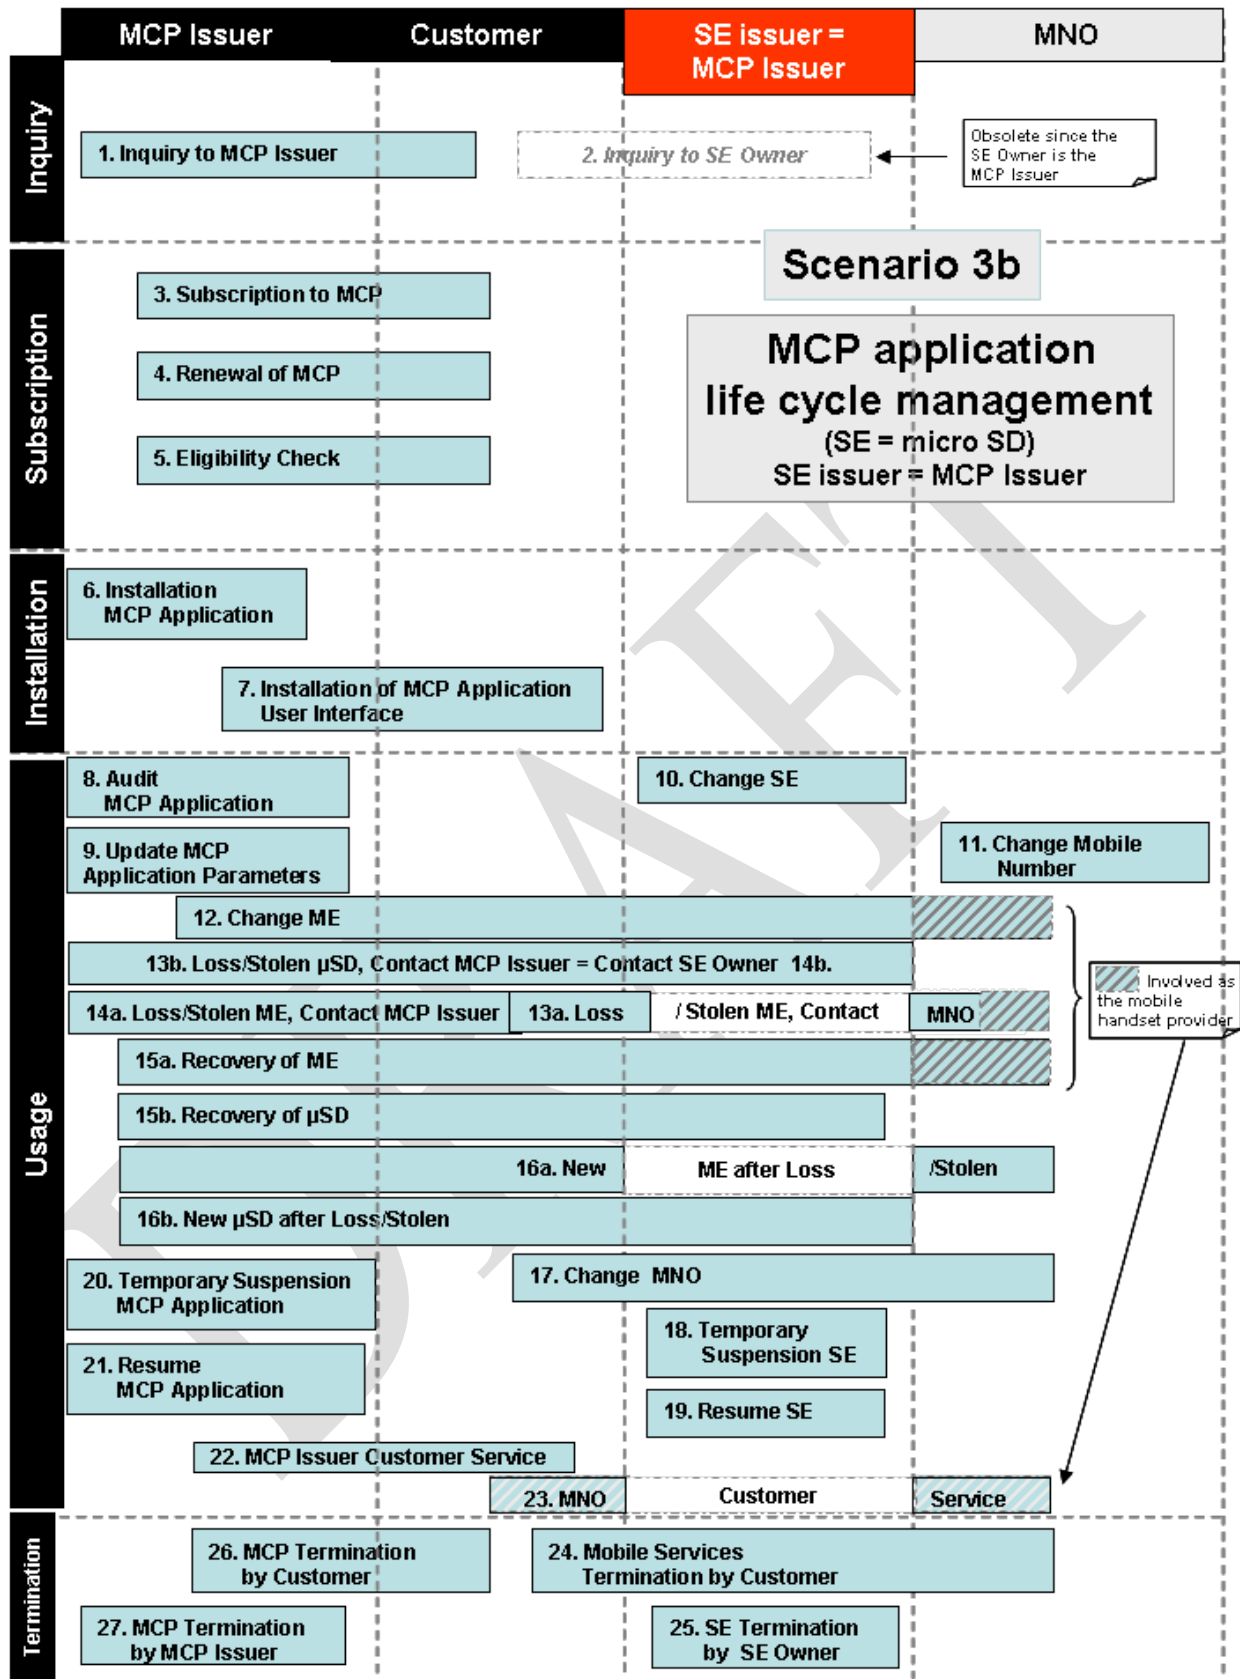 MCP Issuer
Customer
SE issuer =
MCP Issuer
MNO
Inquiry
1. Inquiry to MCP Issuer
2. Inquiry to SE Owner
Obsolete since the
SE Owner is the
MCP Issuer
Scenario 3b
MCP application
life cycle management
(SE = micro SD)
SE issuer = MCP Issuer
Subscription
3. Subscription to MCP
4. Renewal of MCP
5. Eligibility Check
Installation
6. Installation
MCP Application
7. Installation of MCP Application
User Interface
Usage
8. Audit
MCP Application
10. Change SE
9. Update MCP
Application Parameters
11. Change Mobile
Number
12. Change ME
13b. Loss/Stolen µSD, Contact MCP Issuer = Contact SE Owner 14b.
14a. Loss/Stolen ME, Contact MCP Issuer
13a. Loss
/ Stolen ME, Contact
MNO
Involved as
the mobile
handset provider
15a. Recovery of ME
15b. Recovery of µSD
16a. New
ME after Loss
/Stolen
16b. New µSD after Loss/Stolen
20. Temporary Suspension
MCP Application
17. Change MNO
18. Temporary
Suspension SE
21. Resume
MCP Application
19. Resume SE
22. MCP Issuer Customer Service
23. MNO
Customer
Service
Termination
26. MCP Termination
by Customer
24. Mobile Services
Termination by Customer
27. MCP Termination
by MCP Issuer
25. SE Termination
by SE Owner
DRAFT